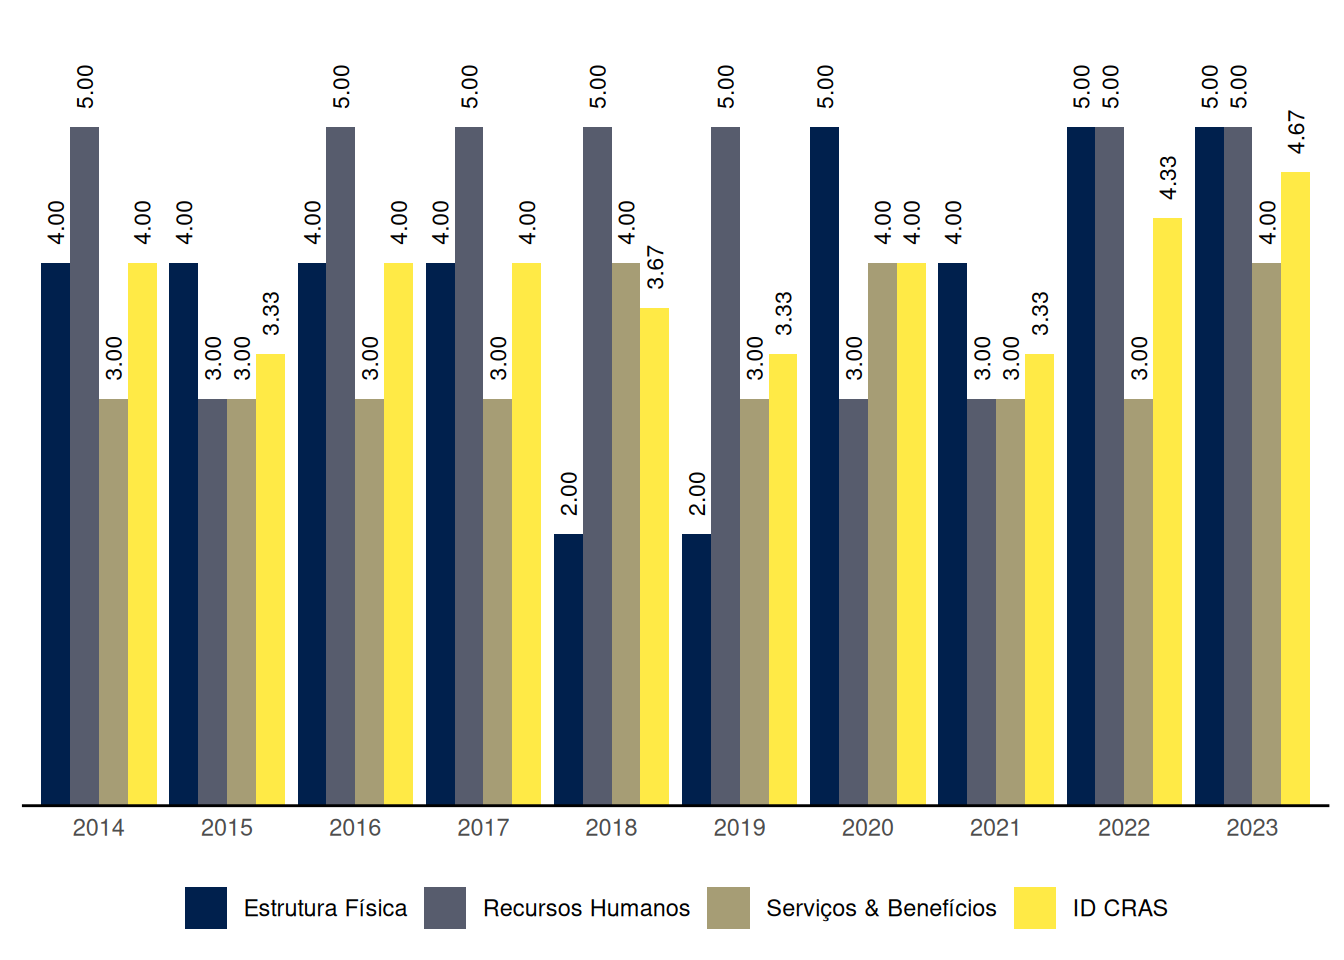 4.00 5.00 3.00 4.00
4.00 3.00 3.00 3.33
4.00 5.00 3.00 4.00
4.00 5.00 3.00 4.00
2.00 5.00 4.00 3.67
2.00 5.00 3.00 3.33
5.00 3.00 4.00 4.00
4.00 3.00 3.00 3.33
5.00 5.00 3.00 4.33
5.00 5.00 4.00 4.67
2014 2015 2016 2017 2018 2019 2020 2021 2022 2023
Estrutura Física Recursos Humanos Serviços & Benefícios ID CRAS